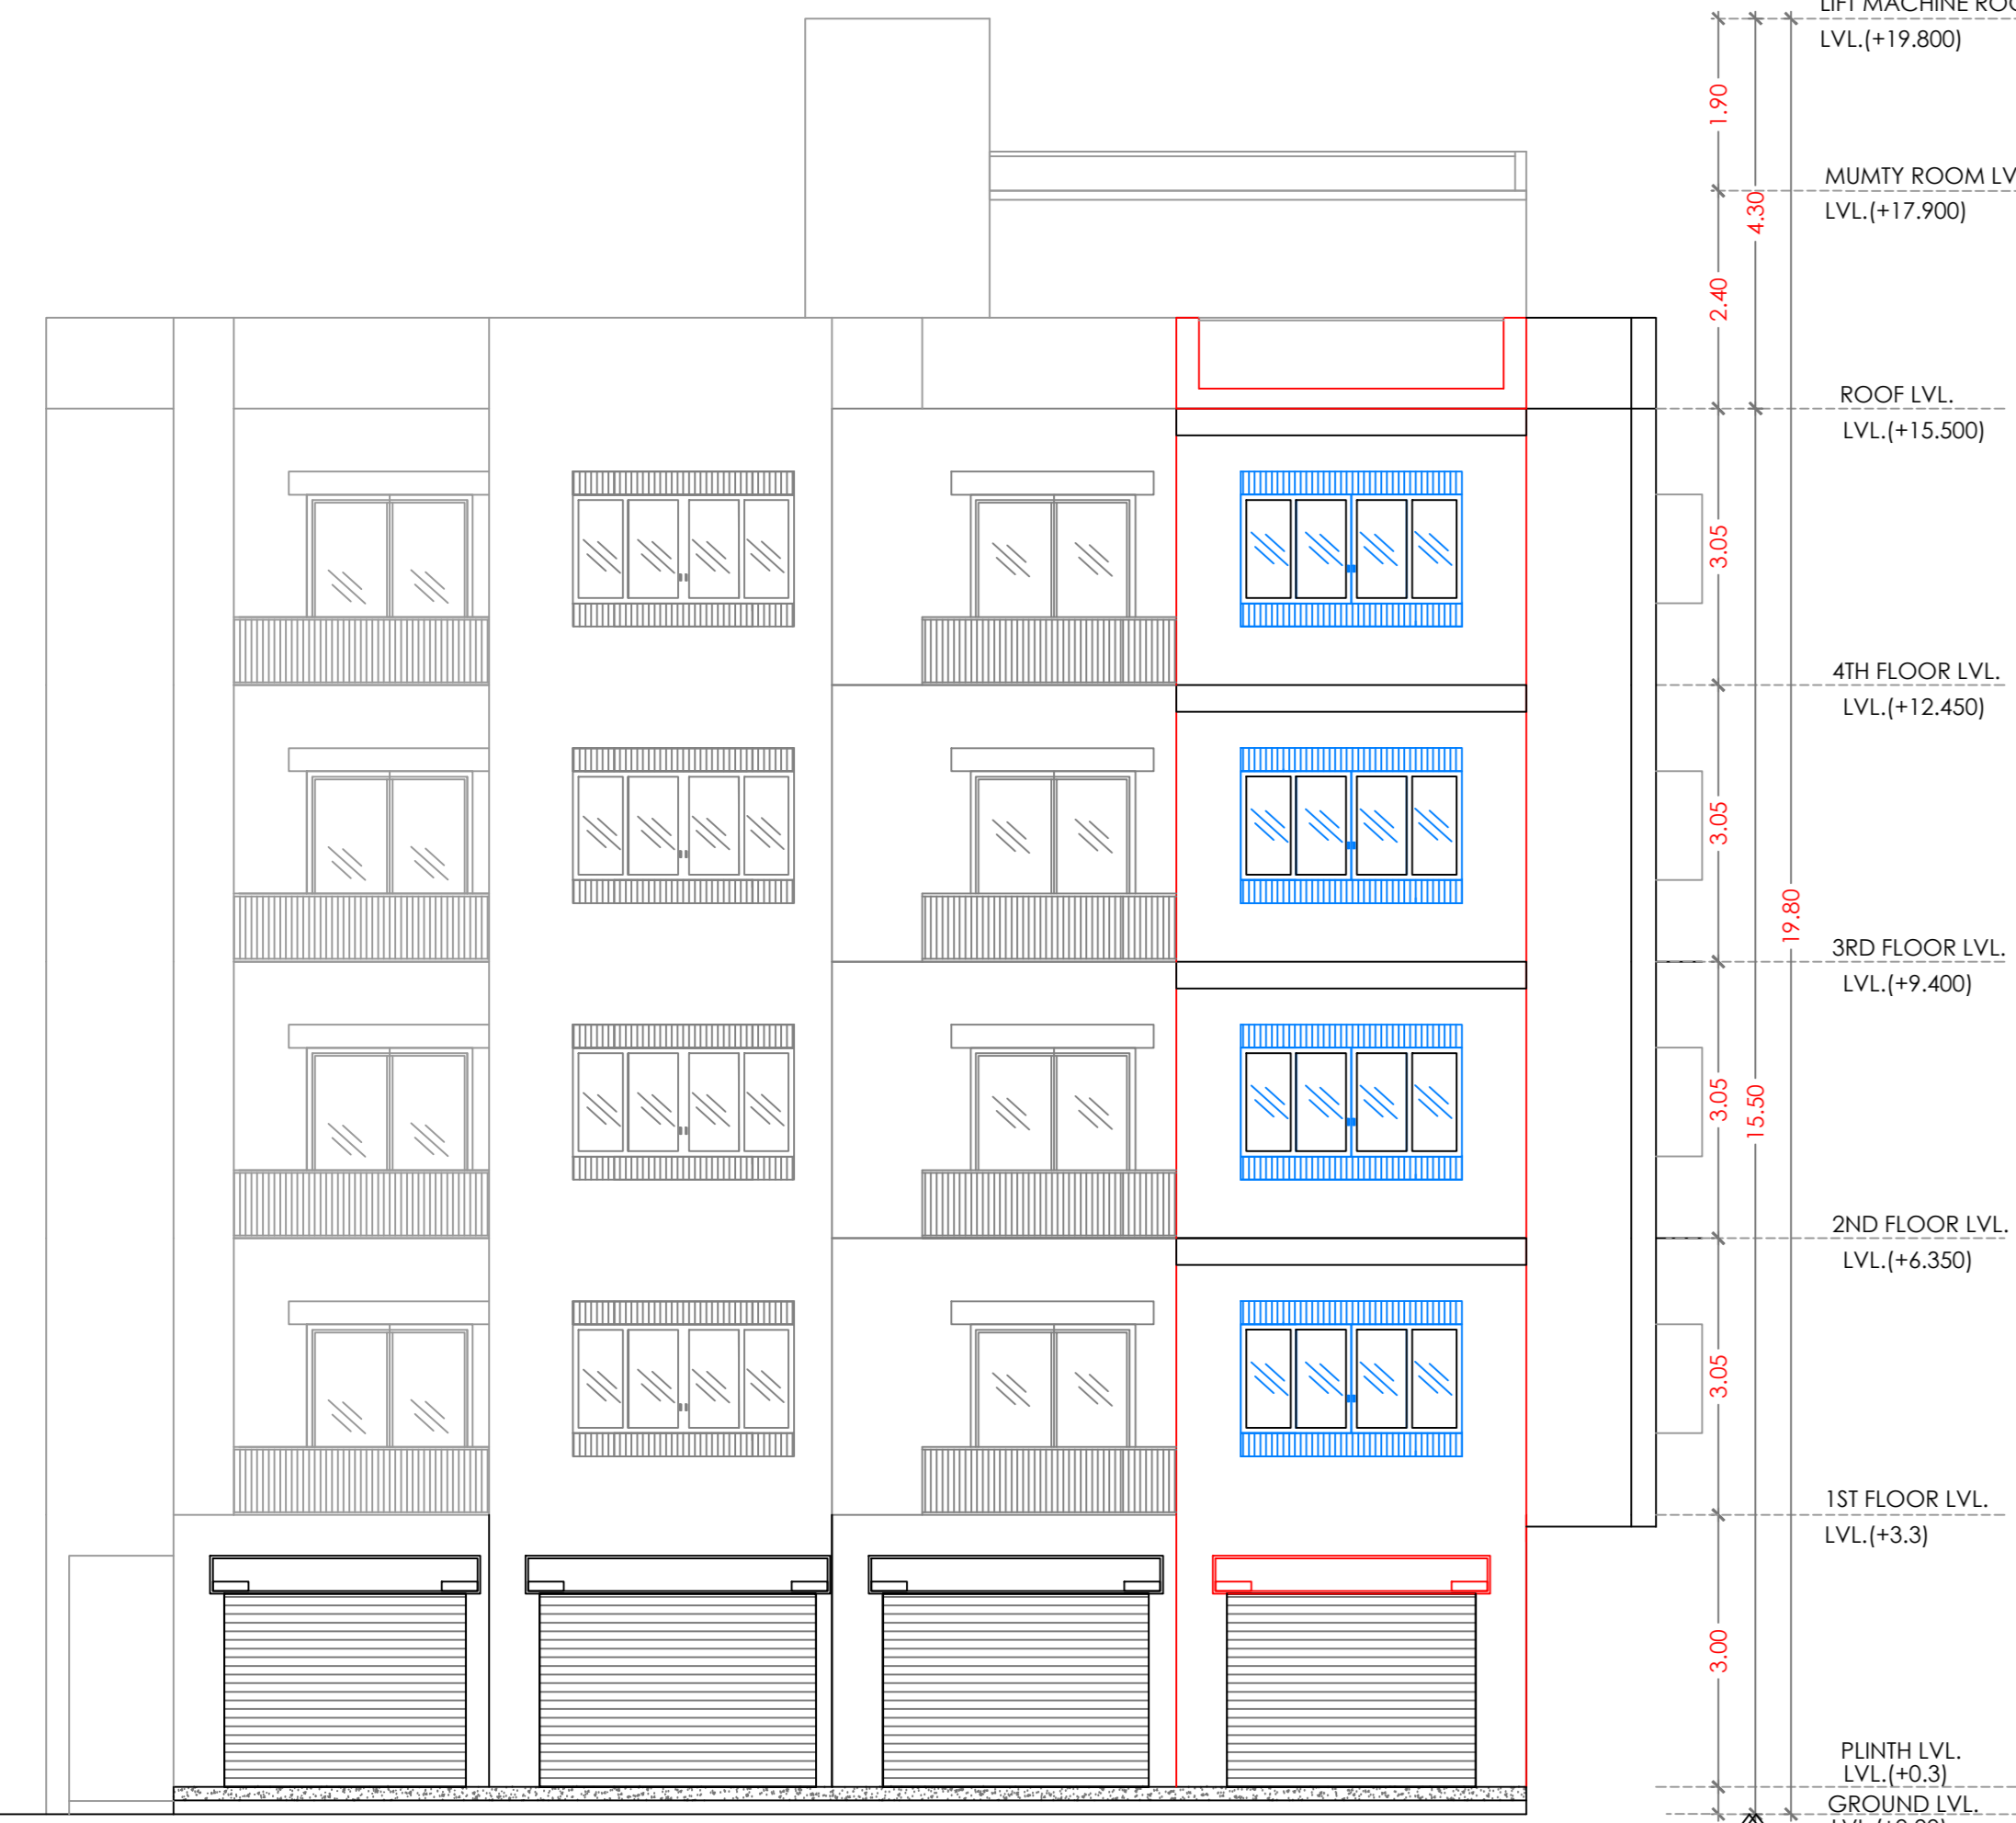 LIFT MACHINE
LVL.(+19.800)
1.90
MUMTY ROOM
LVL.(+17.900)
4.30
2.40
ROOF LVL.
LVL.(+15.500)
3.05
4TH FLOOR LVL.
LVL.(+12.450)
3.05
19.80
3RD FLOOR LVL.
LVL.(+9.400)
3.05
15.50
2ND FLOOR LVL.
LVL.(+6.350)
3.05
1ST FLOOR LVL.
LVL.(+3.3)
3.00
PLINTH LVL.
LVL.(+0.3)
GROUND LVL.